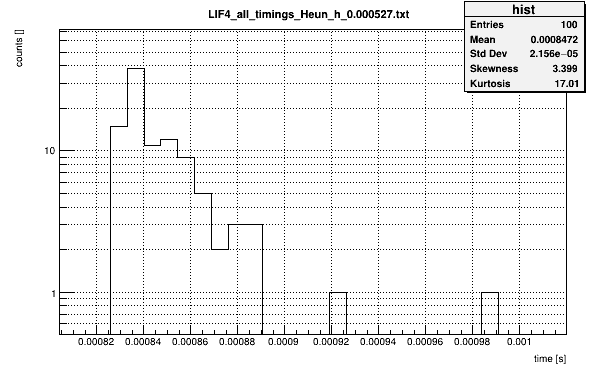 LIF4_all_timings_Heun_h_0.000527.txt
hist
Entries 100
Mean 0.0008472
Std Dev 2.156e−05
Skewness 3.399
Kurtosis 17.01
counts []
10
1
0.00082 0.00084 0.00086 0.00088 0.0009 0.00092 0.00094 0.00096 0.00098 0.001
time [s]